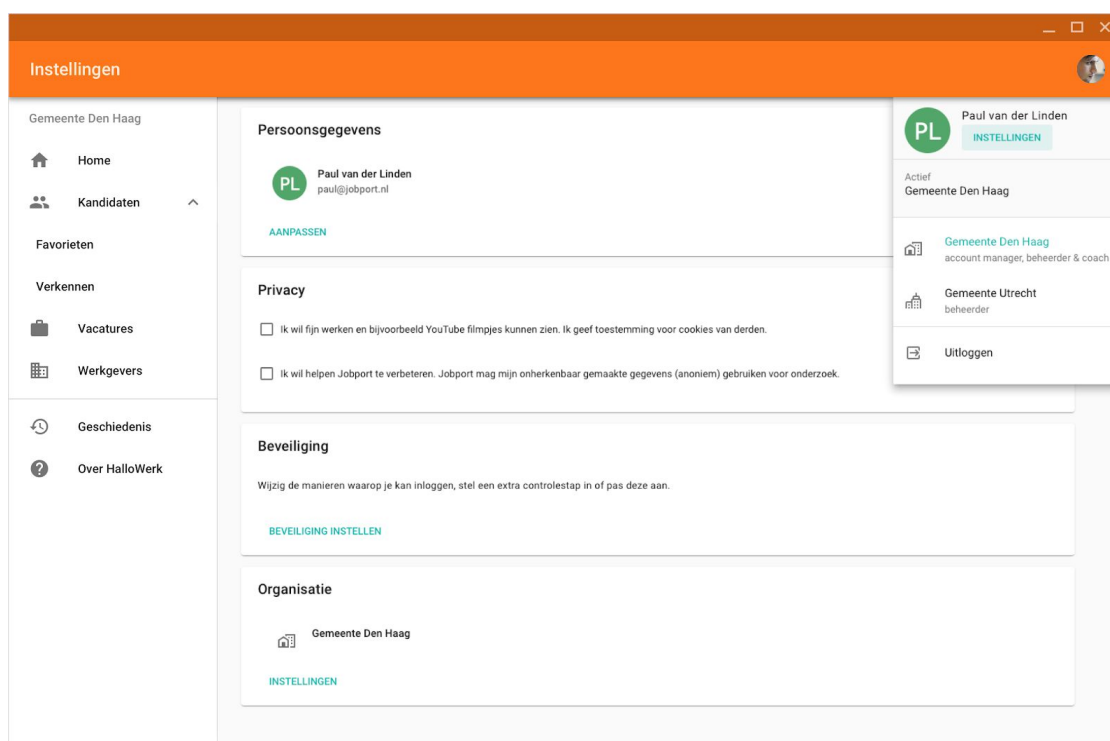 Instellingen
Gemeente Den Haag
Home
Kandidaten
Favorieten
Verkennen
Vacatures
Werkgevers
Geschiedenis
Over HalloWerk
Persoonsgegevens
PL
Paul van der Linden
paul@jobport.nl
AANPASSEN
Privacy
Ik wil fijn werken en bijvoorbeeld YouTube filmpjes kunnen zien. Ik geef toestemming voor cookies van derden.
Ik wil helpen Jobport te verbeteren. Jobport mag mijn onherkenbaar gemaakte gegevens (anoniem) gebruiken voor onderzoek.
Beveiliging
Wijzig de manieren waarop je kan inloggen, stel een extra controlestap in of pas deze aan.
BEVEILIGING INSTELLEN
Organisatie
Gemeente Den Haag
INSTELLINGEN
PL
Paul van der Linden
INSTELLINGEN
Actief
Gemeente Den Haag
Gemeente Den Haag
account manager, beheerder & coach
Gemeente Utrecht
beheerder
Uitloggen